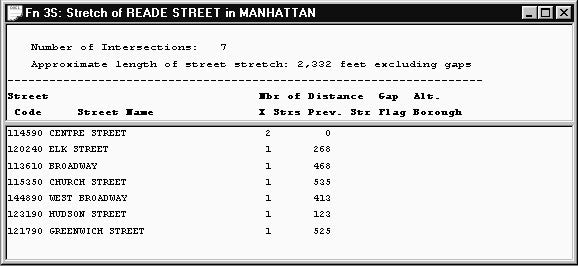 Fn 3S: Stretch of READE STREET in MANHATTAN
Number of Intersections: 7
Approximate length of street stretch: 2,332 feet excluding gaps
--------------------------------------------------------------------
Street Nbr of Distance Gap Alt.
Code Street Name X Strs Prev. Str Flag Borough
114590 CENTRE STREET 2 0
120240 ELK STREET 1 268
113610 BROADWAY 1 468
115350 CHURCH STREET 1 535
144890 WEST BROADWAY 1 413
123190 HUDSON STREET 1 123
121790 GREENWICH STREET 1 525